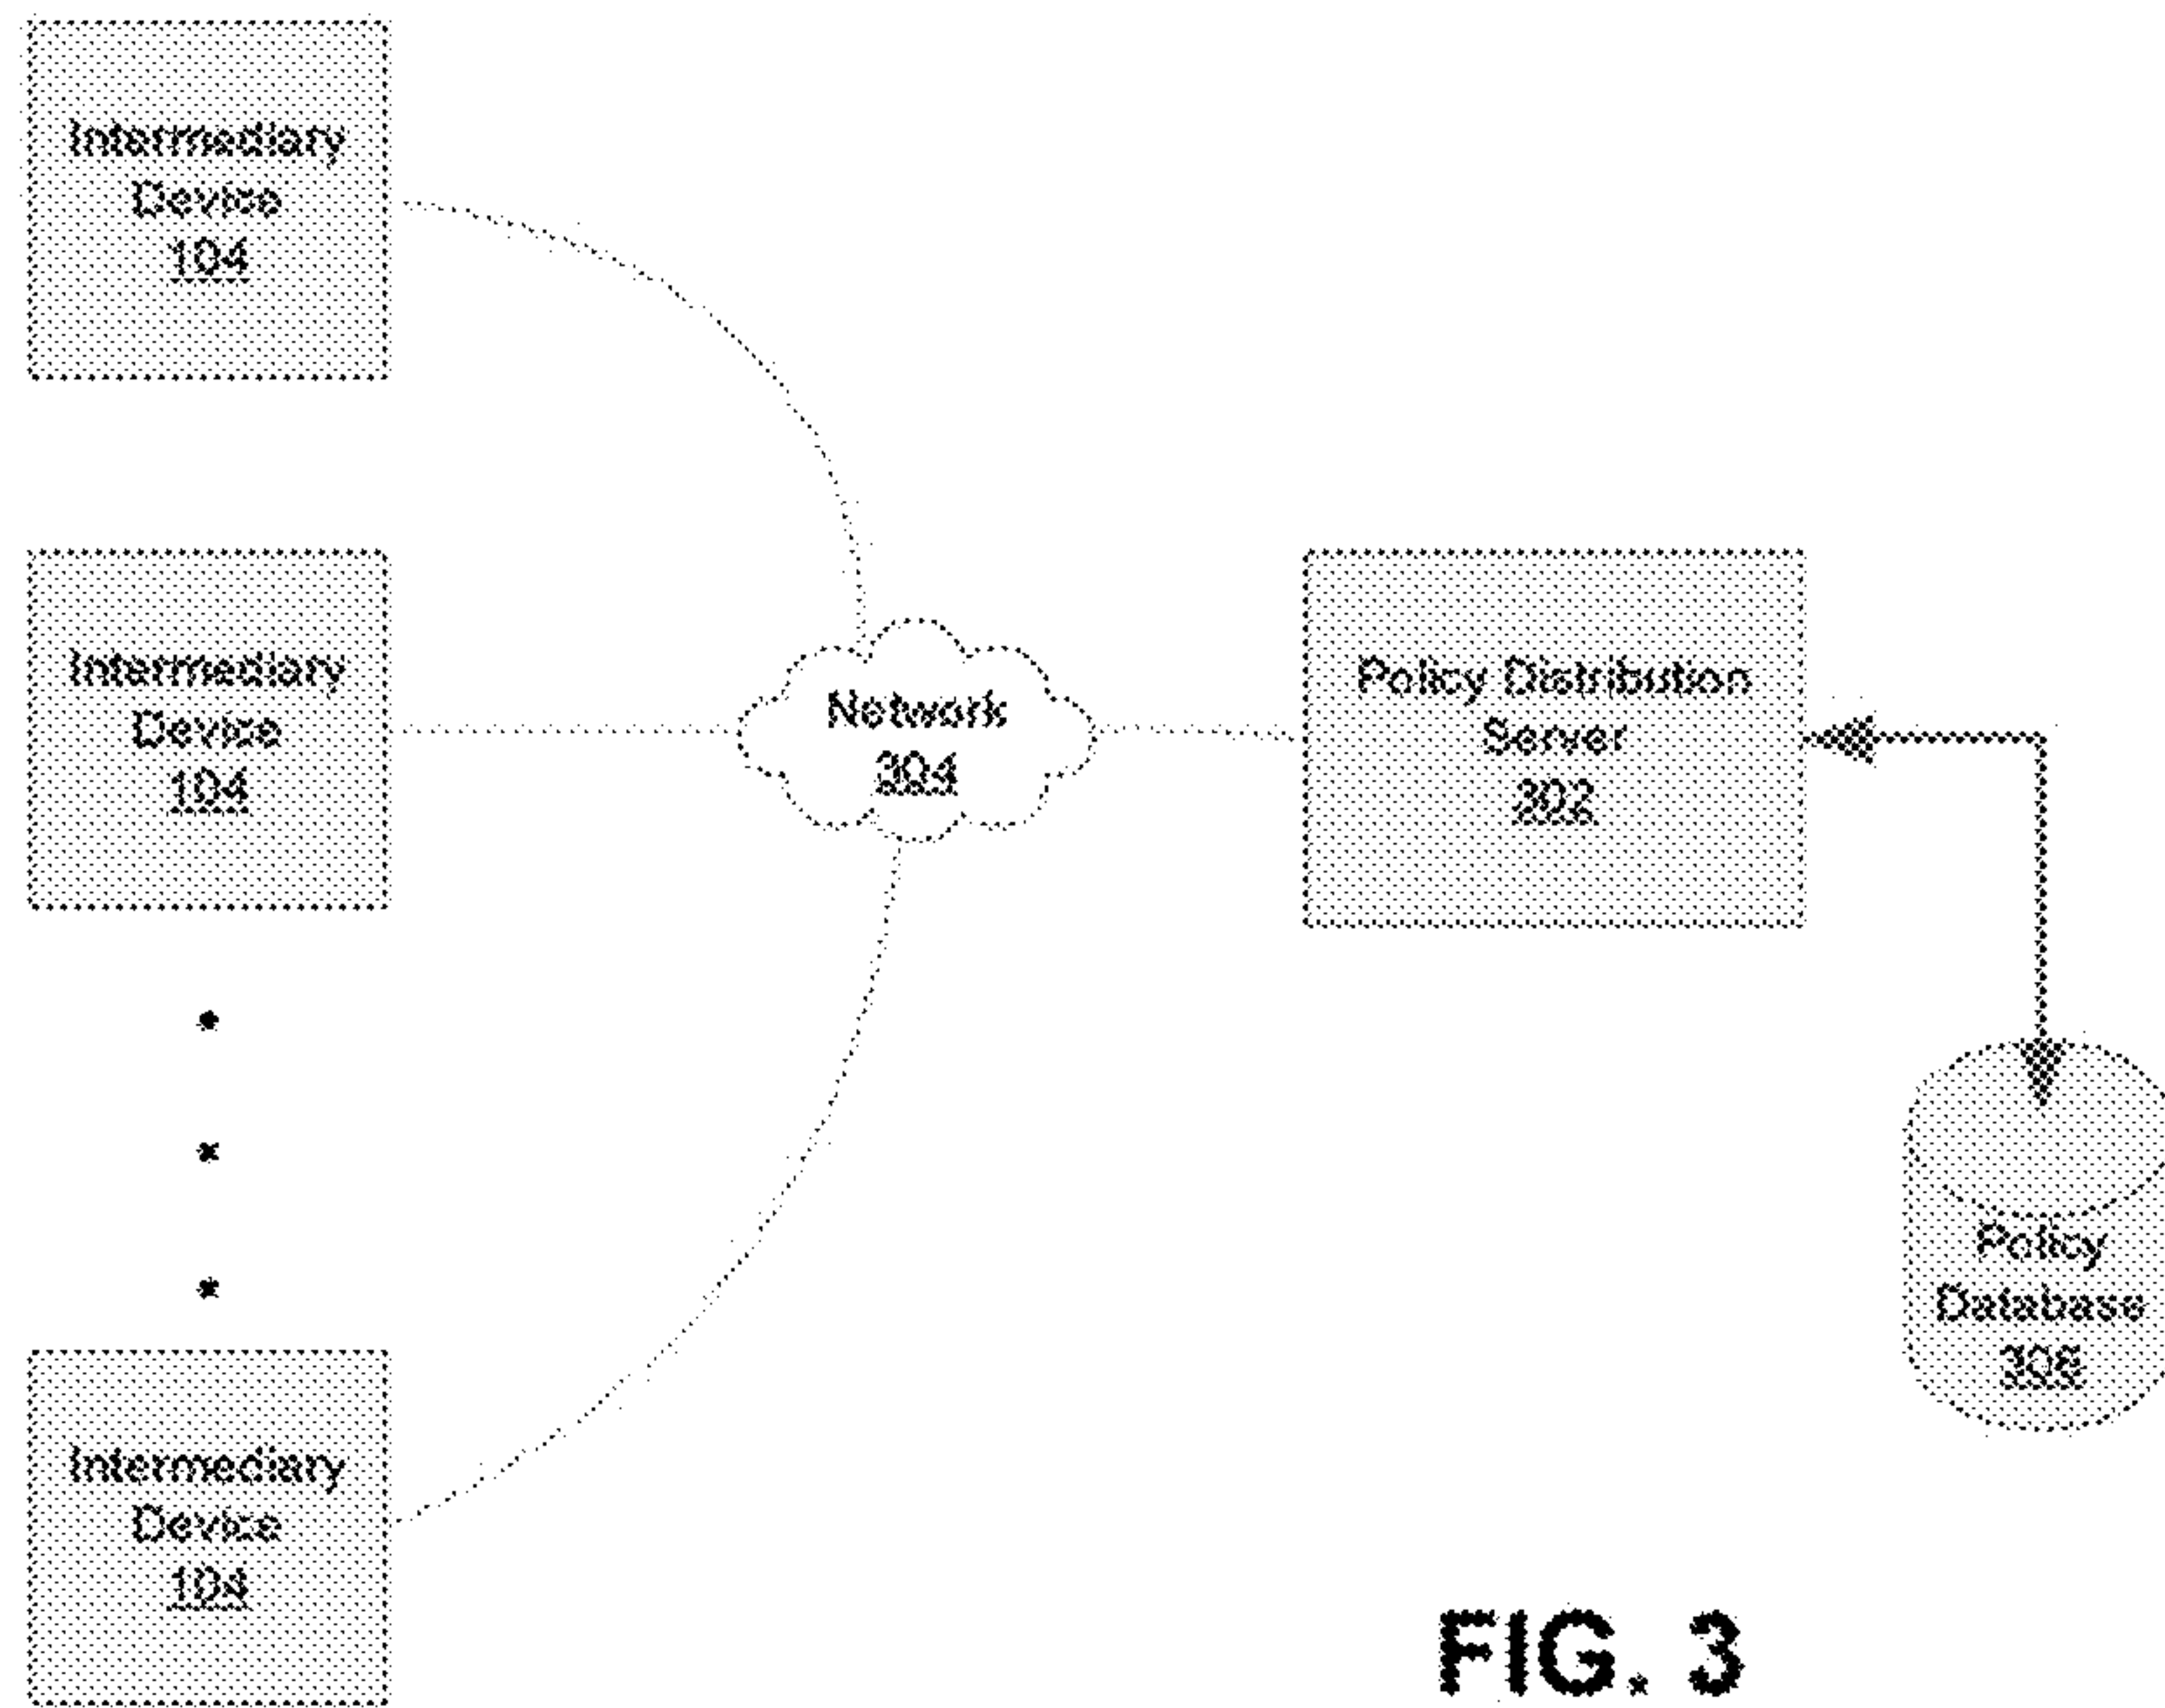 Intermediary
Device
104
Intermediary
Device
104
Network
304
Policy Distribution
Server
302
Policy
Database
306
Intermediary
Device
104
FIG. 3